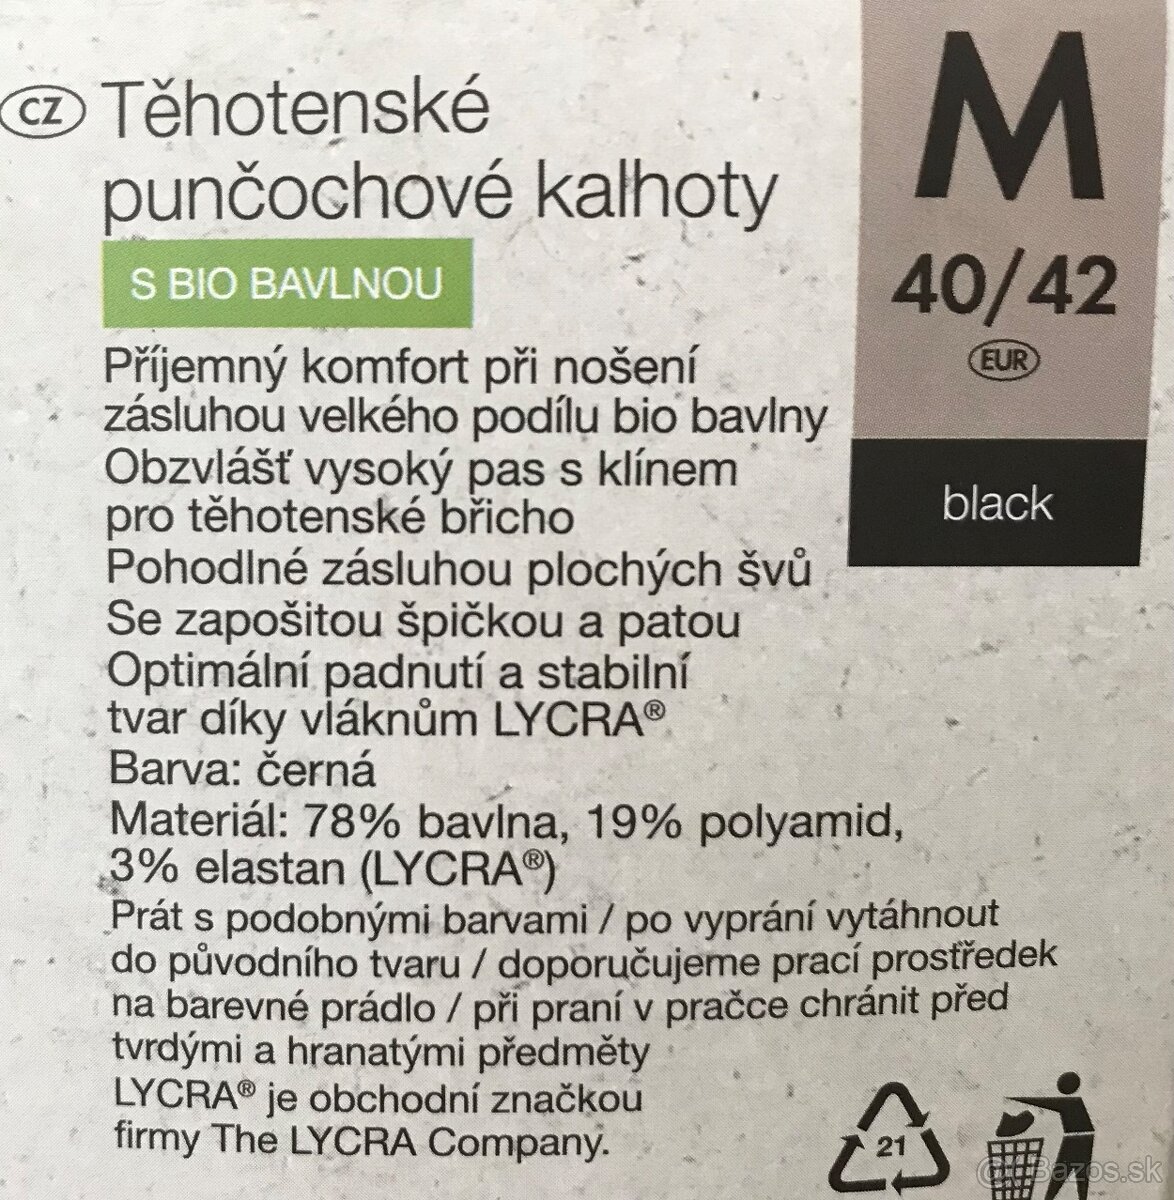 CZ Těhotenské
punčochové kalhoty
S BIO BAVLNOU
Příjemný komfort při nošení
zásluhou velkého podílu bio bavlny
Obzvlášť vysoký pas s klínem
pro těhotenské břicho
Pohodlné zásluhou plochých švů
Se zapošitou špičkou a patou
Optimální padnutí a stabilní
tvar díky vláknům LYCRA®
Barva: černá
Materiál: 78% bavlna, 19% polyamid,
3% elastan (LYCRA®)
Prát s podobnými barvami / po vyprání vytáhnout
do původního tvaru / doporučujeme prací prostředek
na barevné prádlo / při praní v pračce chránit před
tvrdými a hranatými předměty
LYCRA® je obchodní značkou
firmy The LYCRA Company.
M
40/42
EUR
black
21
Bazos.sk